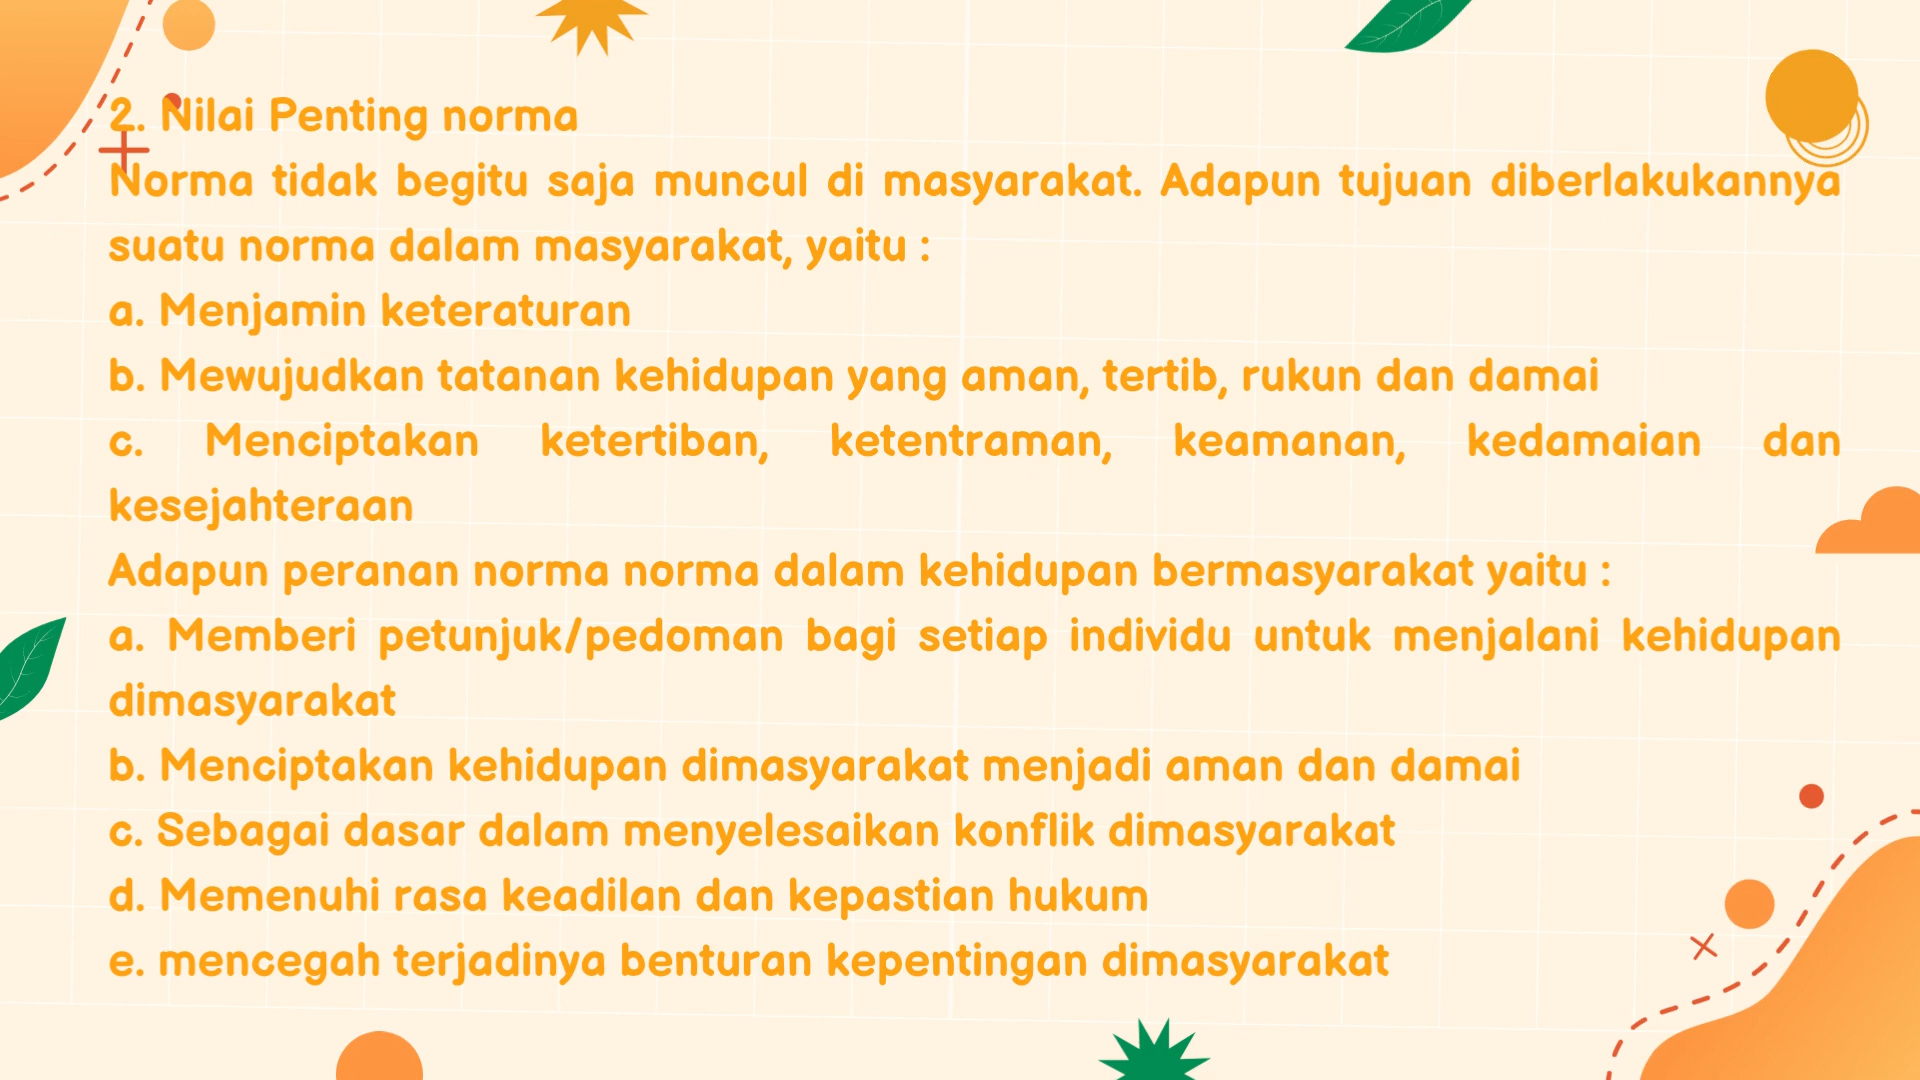 2. Nilai Penting norma
Norma tidak begitu saja muncul di masyarakat. Adapun tujuan diberlakukannya
suatu norma dalam masyarakat, yaitu :
a. Menjamin keteraturan
b. Mewujudkan tatanan kehidupan yang aman, tertib, rukun dan damai
c. Menciptakan ketertiban, ketentraman, keamanan, kedamaian dan
kesejahteraan
Adapun peranan norma norma dalam kehidupan bermasyarakat yaitu :
a. Memberi petunjuk/pedoman bagi setiap individu untuk menjalani kehidupan
dimasyarakat
b. Menciptakan kehidupan dimasyarakat menjadi aman dan damai
c. Sebagai dasar dalam menyelesaikan konflik dimasyarakat
d. Memenuhi rasa keadilan dan kepastian hukum
e. mencegah terjadinya benturan kepentingan dimasyarakat